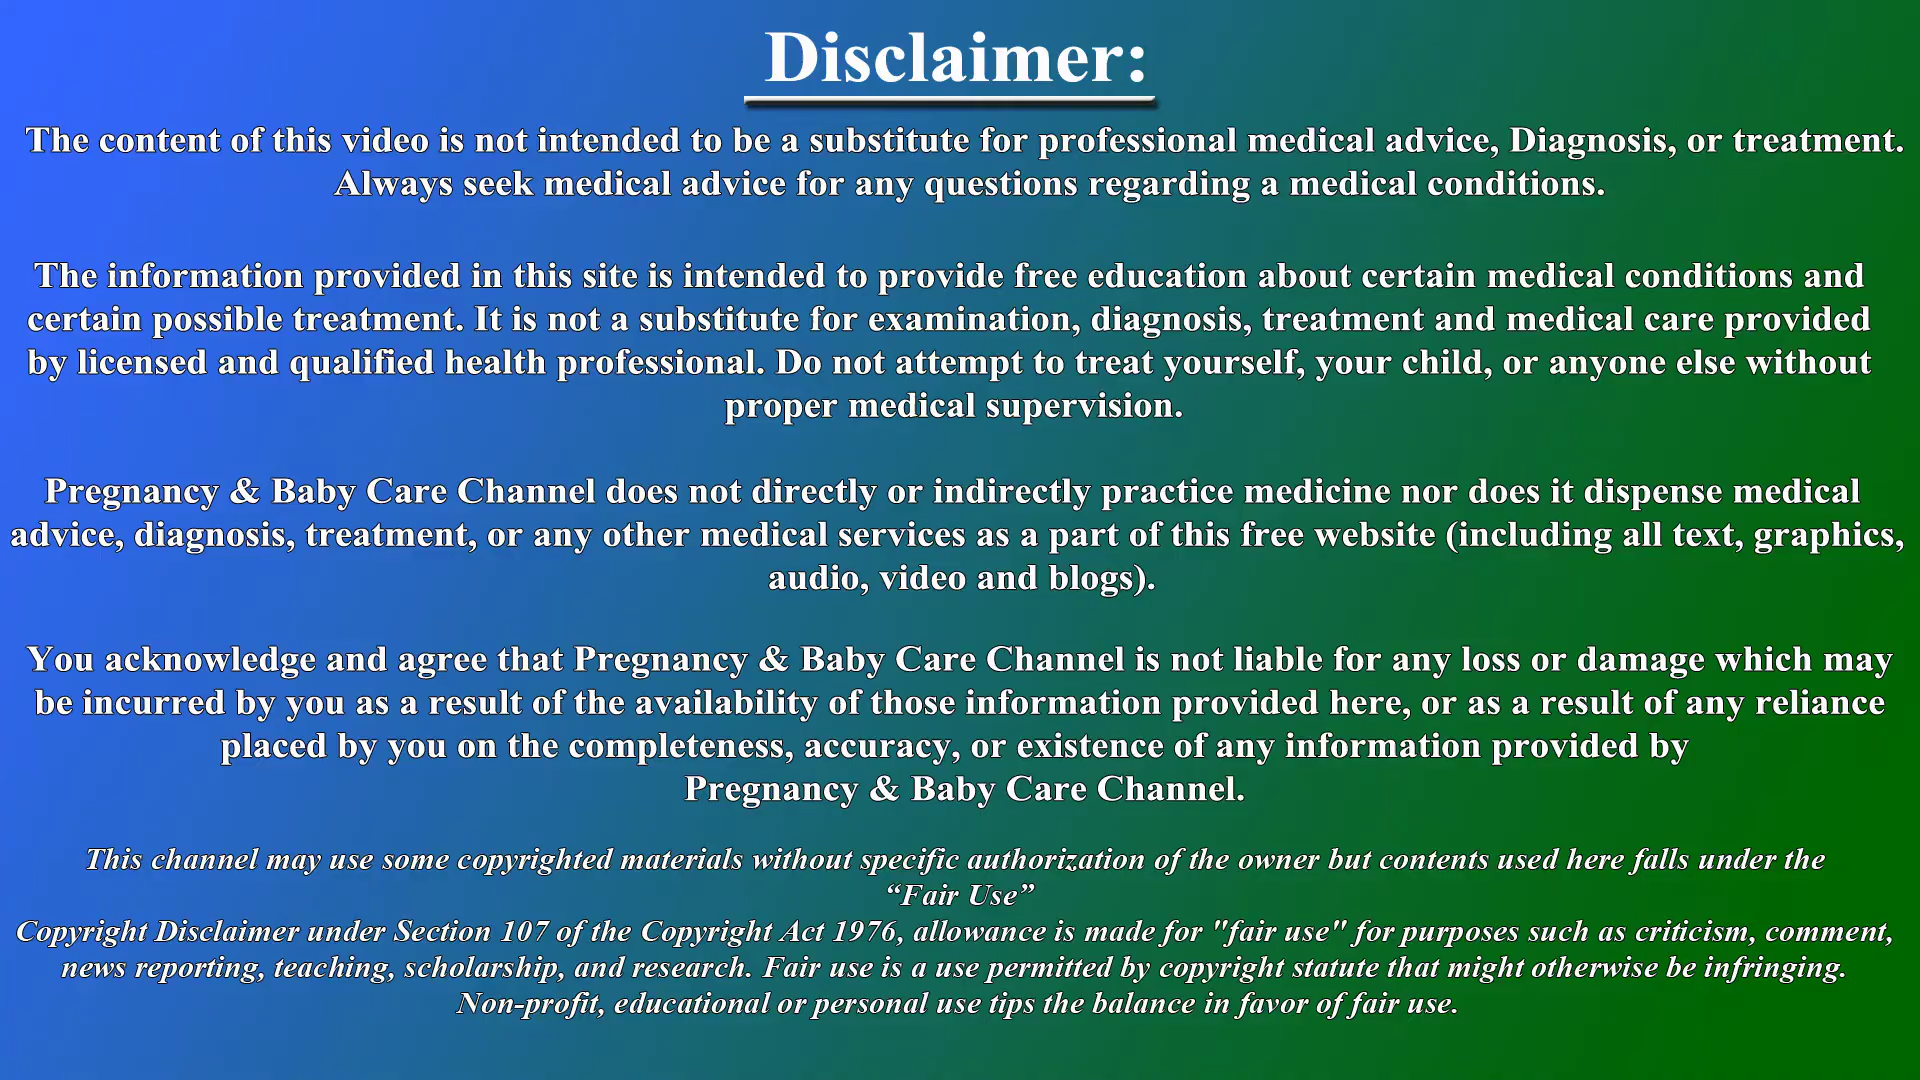 Disclaimer:
The content of this video is not intended to be a substitute for professional medical advice, Diagnosis, or treatment.
Always seek medical advice for any questions regarding a medical conditions.
The information provided in this site is intended to provide free education about certain medical conditions and
certain possible treatment. It is not a substitute for examination, diagnosis, treatment and medical care provided
by licensed and qualified health professional. Do not attempt to treat yourself, your child, or anyone else without
proper medical supervision.
Pregnancy & Baby Care Channel does not directly or indirectly practice medicine nor does it dispense medical
advice, diagnosis, treatment, or any other medical services as a part of this free website (including all text, graphics,
audio, video and blogs).
You acknowledge and agree that Pregnancy & Baby Care Channel is not liable for any loss or damage which may
be incurred by you as a result of the availability of those information provided here, or as a result of any reliance
placed by you on the completeness, accuracy, or existence of any information provided by
Pregnancy & Baby Care Channel.
This channel may use some copyrighted materials without specific authorization of the owner but contents used here falls under the
“Fair Use”
Copyright Disclaimer under Section 107 of the Copyright Act 1976, allowance is made for "fair use" for purposes such as criticism, comment,
news reporting, teaching, scholarship, and research. Fair use is a use permitted by copyright statute that might otherwise be infringing.
Non-profit, educational or personal use tips the balance in favor of fair use.